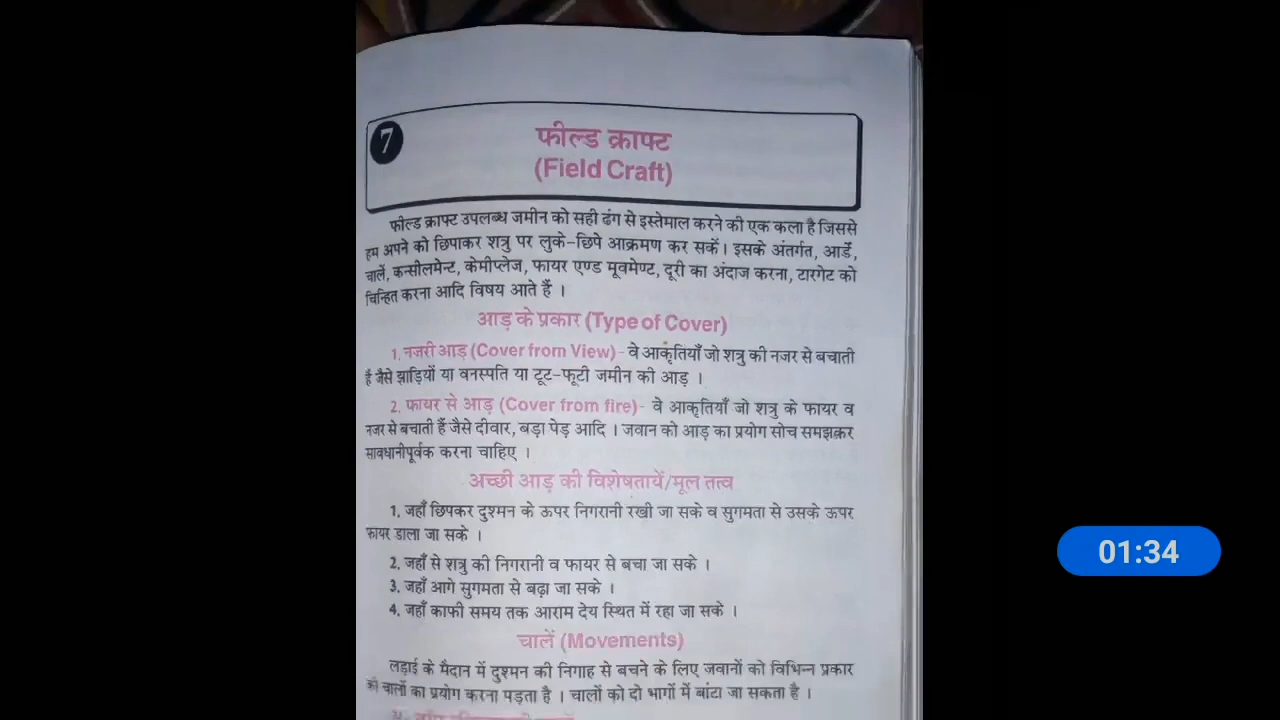 7
फील्ड क्राफ्ट
(Field Craft)
फील्ड क्राफ्ट उपलब्ध जमीन को सही ढंग से इस्तेमाल करने की एक कला है जिससे
हम अपने को छिपाकर शत्रु पर लुके-छिपे आक्रमण कर सकें। इसके अंतर्गत, आर्डे,
चालें, कन्सीलमेन्ट, केमीप्लेज, फायर एण्ड मूवमेण्ट, दूरी का अंदाज करना, टारगेट को
चिन्हित करना आदि विषय आते हैं ।
आड़ के प्रकार (Type of Cover)
1. नजरी आड़ (Cover from View)- वे आकृतियाँ जो शत्रु की नजर से बचाती
है जैसे झाड़ियों या वनस्पति या टूट-फूटी जमीन की आड़ ।
2. फायर से आड़ (Cover from fire)- वे आकृतियाँ जो शत्रु के फायर व
नजर से बचाती हैं जैसे दीवार, बड़ा पेड़ आदि । जवान को आड़ का प्रयोग सोच समझकर
सावधानीपूर्वक करना चाहिए ।
अच्छी आड़ की विशेषतायें/मूल तत्व
1. जहाँ छिपकर दुश्मन के ऊपर निगरानी रखी जा सके व सुगमता से उसके ऊपर
फायर डाला जा सके ।
2. जहाँ से शत्रु की निगरानी व फायर से बचा जा सके ।
3. जहाँ आगे सुगमता से बढ़ा जा सके ।
4. जहाँ काफी समय तक आराम देय स्थित में रहा जा सके ।
चालें (Movements)
लड़ाई के मैदान में दुश्मन की निगाह से बचने के लिए जवानों को विभिन्न प्रकार
की चालों का प्रयोग करना पड़ता है । चालों को दो भागों में बांटा जा सकता है ।
01:34